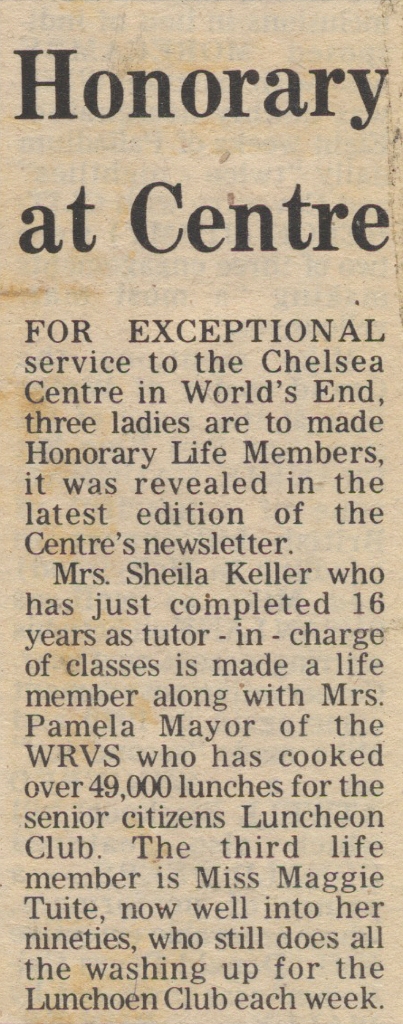 Honorary
at Centre
FOR EXCEPTIONAL
service to the Chelsea
Centre in World's End,
three ladies are to made
Honorary Life Members,
it was revealed in the
latest edition of the
Centre's newsletter.
Mrs. Sheila Keller who
has just completed 16
years as tutor - in - charge
of classes is made a life
member along with Mrs.
Pamela Mayor of the
WRVS who has cooked
over 49,000 lunches for the
senior citizens Luncheon
Club. The third life
member is Miss Maggie
Tuite, now well into her
nineties, who still does all
the washing up for the
Lunchoen Club each week.